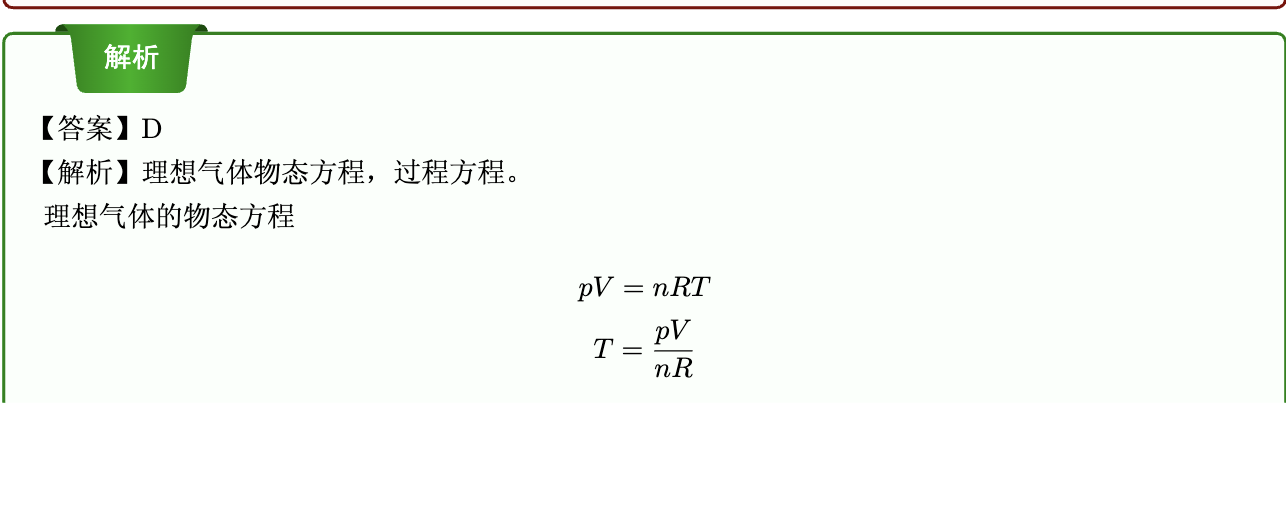 解析
【答案】D
【解析】理想气体物态方程，过程方程。
理想气体的物态方程
pV = nRT
T = pV/nR